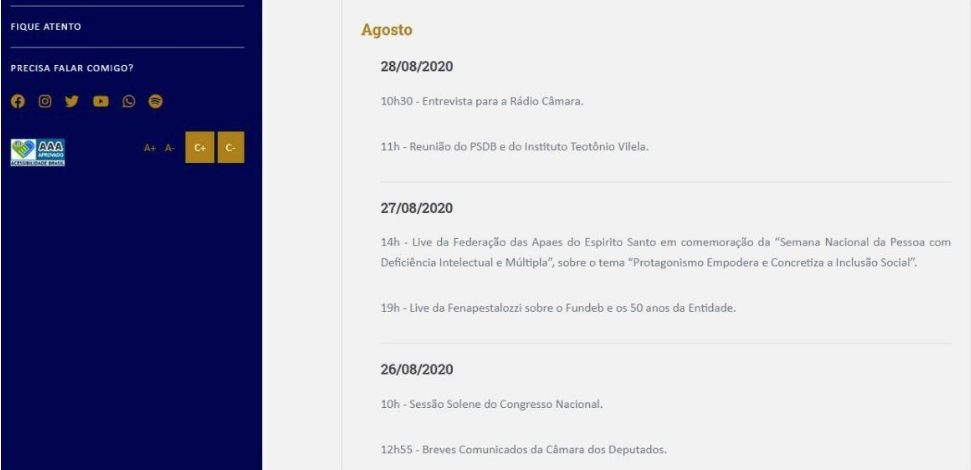 FIQUE ATENTO
PRECISA FALAR COMIGO?
AAA
APROVADO
ACESSIBILIDADE BRASIL
A+ A- C+ C-
Agosto
28/08/2020
10h30 - Entrevista para a Rádio Câmara.
11h - Reunião do PSDB e do Instituto Teotônio Vilela.
27/08/2020
14h - Live da Federação das Apaes do Espirito Santo em comemoração da “Semana Nacional da Pessoa com
Deficiência Intelectual e Múltipla”, sobre o tema “Protagonismo Empodera e Concretiza a Inclusão Social”.
19h - Live da Fenapestalozzi sobre o Fundeb e os 50 anos da Entidade.
26/08/2020
10h - Sessão Solene do Congresso Nacional.
12h55 - Breves Comunicados da Câmara dos Deputados.